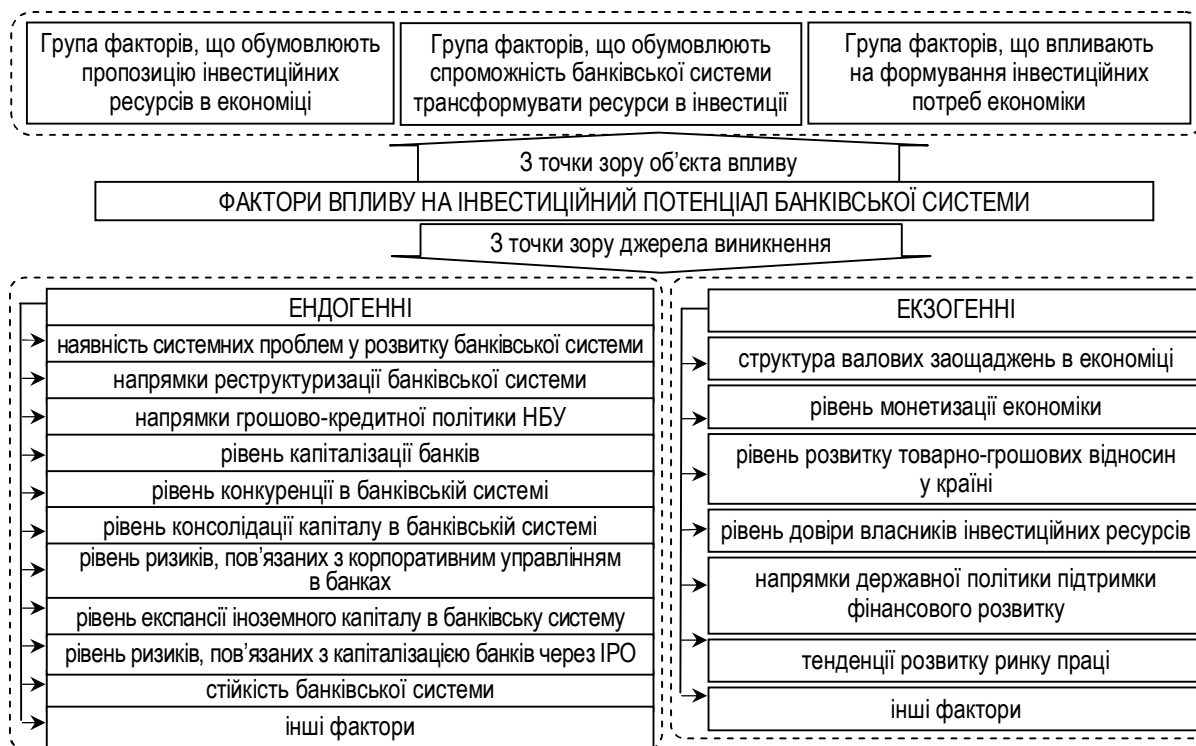 Група факторів, що обумовлюють
пропозицію інвестиційних
ресурсів в економіці
Група факторів, що обумовлюють
спроможність банківської системи
трансформувати ресурси в інвестиції
Група факторів, що впливають
на формування інвестиційних
потреб економіки
З точки зору об’єкта впливу
ФАКТОРИ ВПЛИВУ НА ІНВЕСТИЦІЙНИЙ ПОТЕНЦІАЛ БАНКІВСЬКОЇ СИСТЕМИ
З точки зору джерела виникнення
ЕНДОГЕННІ
наявність системних проблем у розвитку банківської системи
напрямки реструктуризації банківської системи
напрямки грошово-кредитної політики НБУ
рівень капіталізації банків
рівень конкуренції в банківській системі
рівень консолідації капіталу в банківській системі
рівень ризиків, пов’язаних з корпоративним управлінням
в банках
рівень експансії іноземного капіталу в банківську систему
рівень ризиків, пов’язаних з капіталізацією банків через IPO
стійкість банківської системи
інші фактори
ЕКЗОГЕННІ
структура валових заощаджень в економіці
рівень монетизації економіки
рівень розвитку товарно-грошових відносин
у країні
рівень довіри власників інвестиційних ресурсів
напрямки державної політики підтримки
фінансового розвитку
тенденції розвитку ринку праці
інші фактори